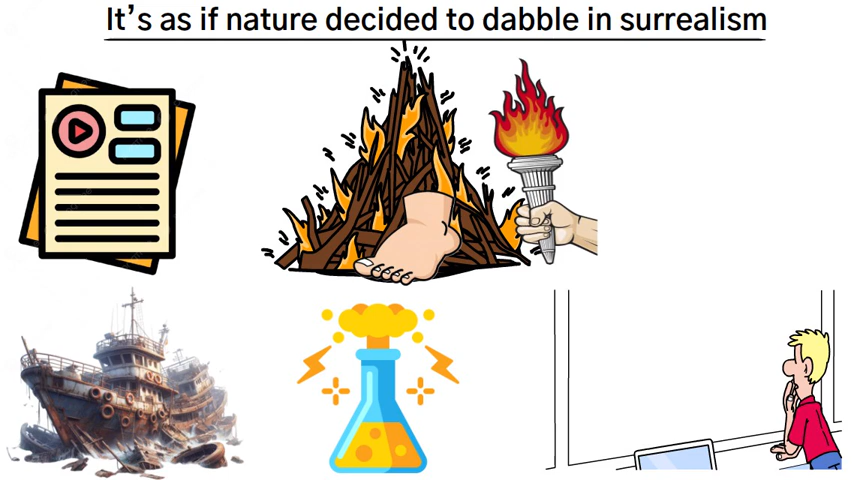 It’s as if nature decided to dabble in surrealism